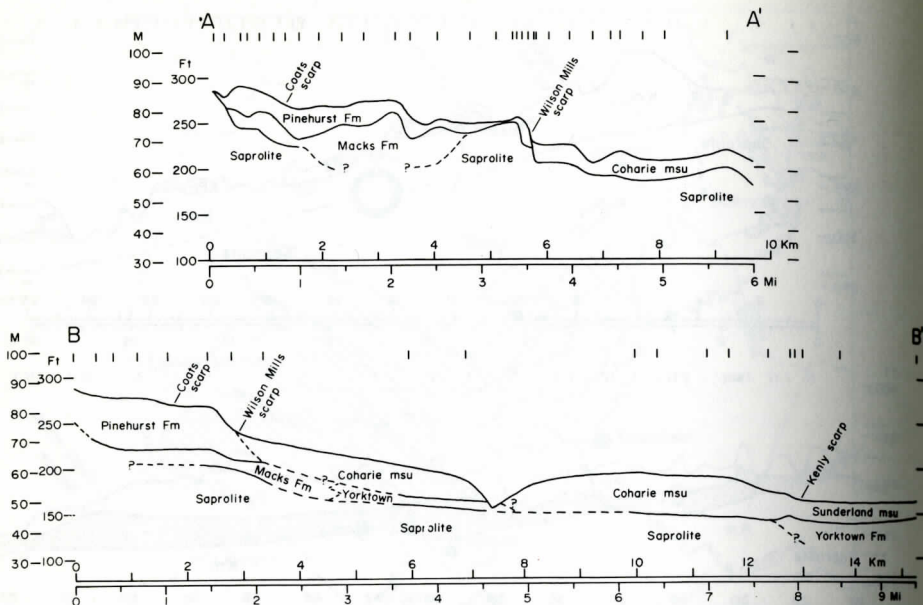 A A'
M
Ft
100
90
80
70
60
50
40
30
300
250
200
150
100
Coats scarp
Wilson Mills scarp
Pinehurst Fm
Macks Fm
Saprolite
?
?
Saprolite
Coharie msu
Saprolite
0 2 4 6 8 10 Km
0 1 2 3 4 5 6 Mi
B B'
M
Ft
100
90
80
70
60
50
40
30
300
250
200
150
100
Coats scarp
Wilson Mills scarp
Kenly scarp
Pinehurst Fm
?
Macks Fm
?
Yorktown
Coharie msu
?
Coharie msu
Sunderland msu
Saprolite
Saprolite
Saprolite
?
Yorktown Fm
0 2 4 6 8 10 12 14 Km
0 1 2 3 4 5 6 7 8 9 Mi